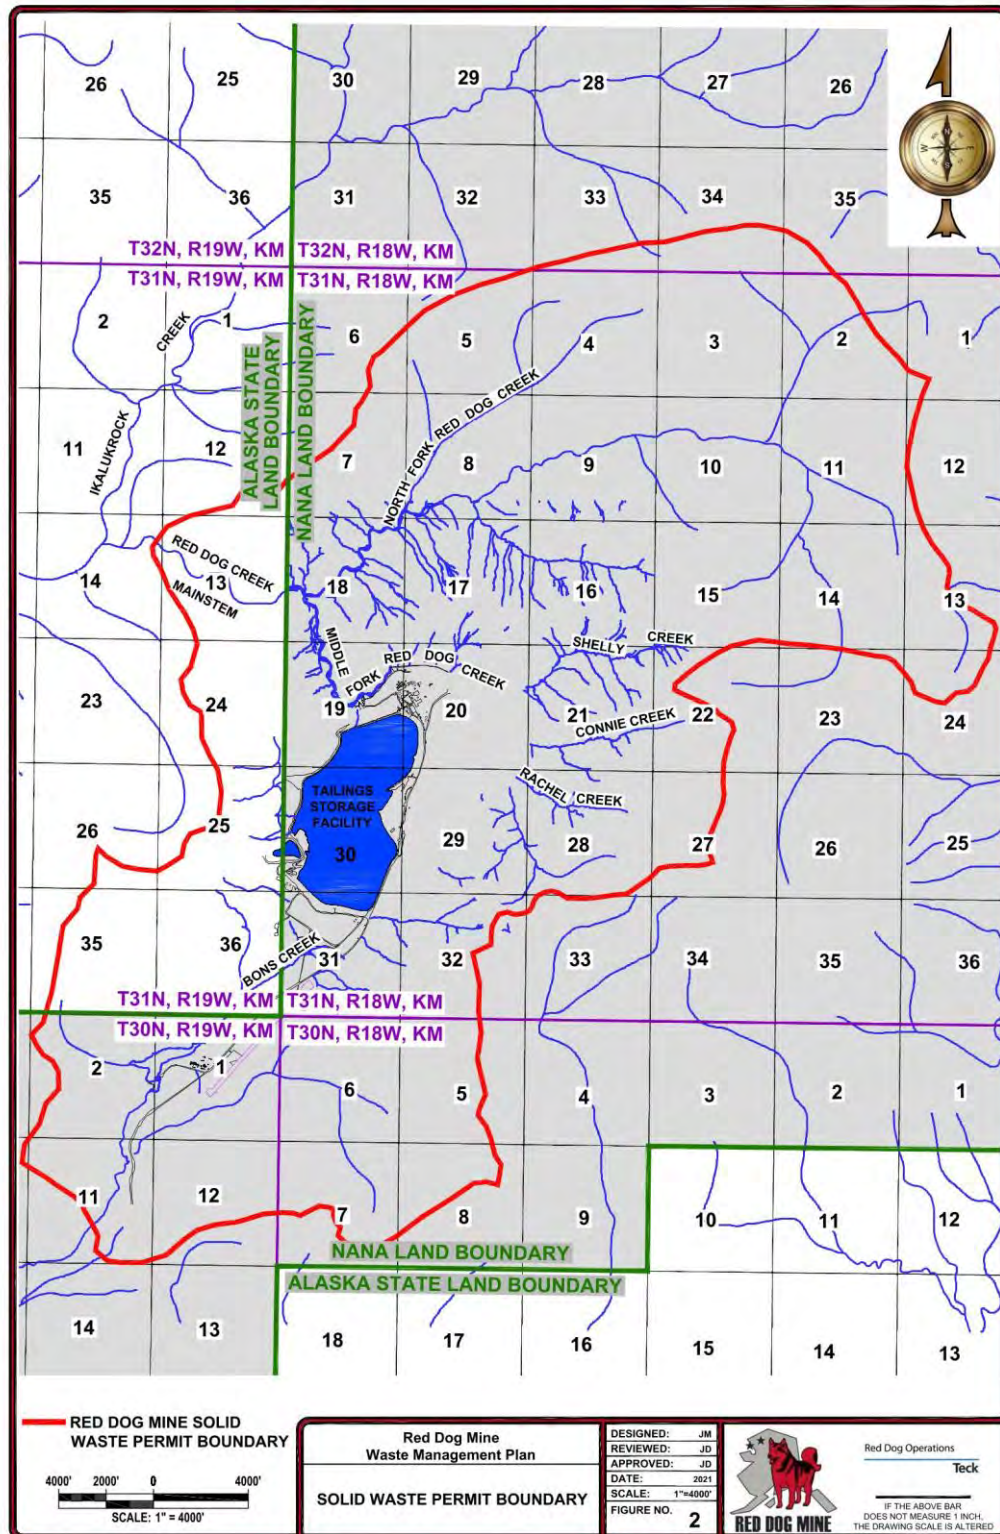 26 25 30 29 28 27 26
35 36 31 32 33 34 35
T32N, R19W, KM T32N, R18W, KM
T31N, R19W, KM T31N, R18W, KM
2 1 6 5 4 3 2 1
CREEK
IKALUKROCK
ALASKA STATE
LAND BOUNDARY
NANA LAND BOUNDARY
NORTH FORK RED DOG CREEK
11 12 7 8 9 10 11 12
RED DOG CREEK
MAINSTEM
14 13 18 17 16 15 14 13
MIDDLE
FORK
RED DOG
CREEK
SHELLY CREEK
23 24 19 20 21 22 23 24
CONNIE CREEK
RACHEL CREEK
TAILINGS
STORAGE
FACILITY
26 25 30 29 28 27 26 25
35 36 31 32 33 34 35 36
BONS CREEK
T31N, R19W, KM T31N, R18W, KM
T30N, R19W, KM T30N, R18W, KM
2 1 6 5 4 3 2 1
11 12 7 8 9 10 11 12
NANA LAND BOUNDARY
ALASKA STATE LAND BOUNDARY
14 13 18 17 16 15 14 13
RED DOG MINE SOLID
WASTE PERMIT BOUNDARY
4000' 2000' 0 4000'
SCALE: 1" = 4000'
Red Dog Mine
Waste Management Plan
SOLID WASTE PERMIT BOUNDARY
DESIGNED: JM
REVIEWED: JD
APPROVED: JD
DATE: 2021
SCALE: 1"=4000'
FIGURE NO. 2
RED DOG MINE
Red Dog Operations
Teck
IF THE ABOVE BAR
DOES NOT MEASURE 1 INCH,
THE DRAWING SCALE IS ALTERED